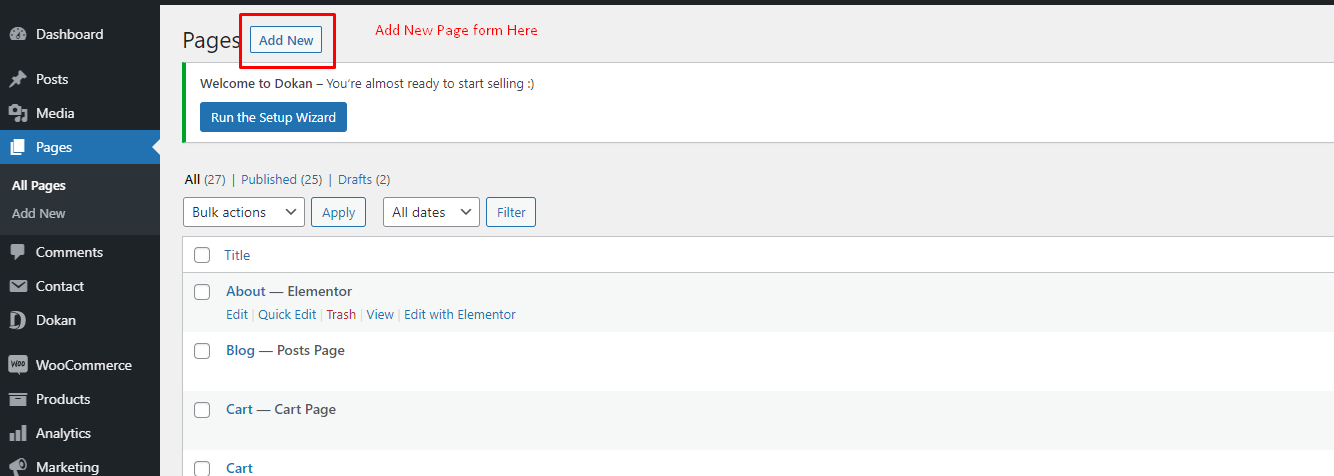 Dashboard
Posts
Media
Pages
All Pages
Add New
Comments
Contact
Dokan
WOO WooCommerce
Products
Analytics
Marketing
Pages Add New Add New Page form Here
Welcome to Dokan – You're almost ready to start selling :)
Run the Setup Wizard
All (27) | Published (25) | Drafts (2)
Bulk actions Apply All dates Filter
Title
About — Elementor
Edit | Quick Edit | Trash | View | Edit with Elementor
Blog — Posts Page
Cart — Cart Page
Cart